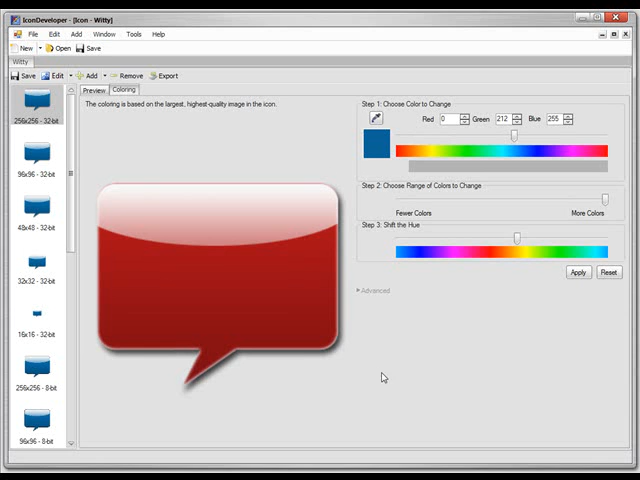 IconDeveloper - [Icon - Witty]
File Edit Add Window Tools Help
New Open Save
Witty
Save Edit Add Remove Export
Preview Coloring
The coloring is based on the largest, highest-quality image in the icon.
256x256 - 32-bit
96x96 - 32-bit
48x48 - 32-bit
32x32 - 32-bit
16x16 - 32-bit
256x256 - 8-bit
96x96 - 8-bit
Step 1: Choose Color to Change
Red 0 Green 212 Blue 255
Step 2: Choose Range of Colors to Change
Fewer Colors More Colors
Step 3: Shift the Hue
Apply Reset
Advanced